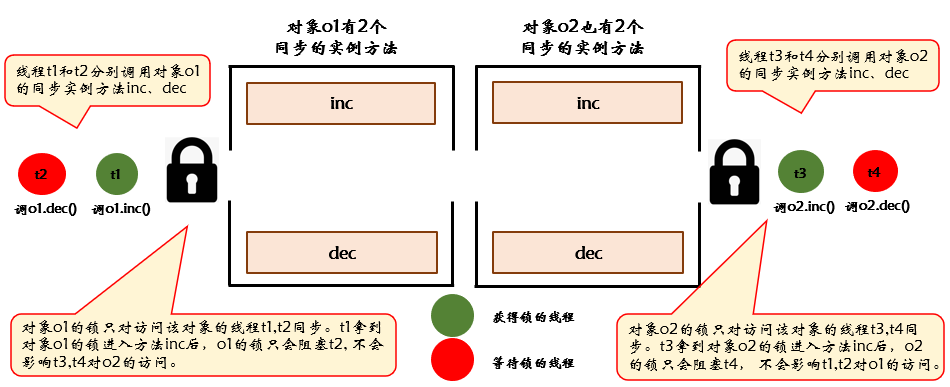 对象o1有2个
同步的实例方法
对象o2也有2个
同步的实例方法
线程t1和t2分别调用对象o1
的同步实例方法inc、dec
线程t3和t4分别调用对象o2
的同步实例方法inc、dec
inc
inc
t2
t1
t3
t4
调o1.dec()
调o1.inc()
调o2.inc()
调o2.dec()
dec
dec
对象o1的锁只对访问该对象的线程t1,t2同步。t1拿到
对象o1的锁进入方法inc后，o1的锁只会阻塞t2, 不会
影响t3,t4对o2的访问。
获得锁的线程
等待锁的线程
对象o2的锁只对访问该对象的线程t3,t4同
步。t3拿到对象o2的锁进入方法inc后，o2
的锁只会阻塞t4， 不会影响t1,t2对o1的访问。